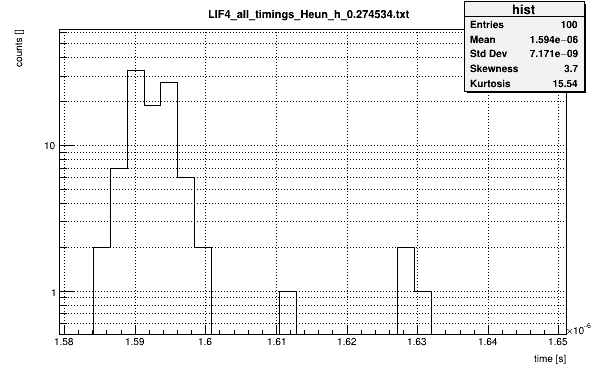 LIF4_all_timings_Heun_h_0.274534.txt
hist
Entries 100
Mean 1.594e−06
Std Dev 7.171e−09
Skewness 3.7
Kurtosis 15.54
counts []
10
1
1.58 1.59 1.6 1.61 1.62 1.63 1.64 1.65
×10⁻⁶
time [s]